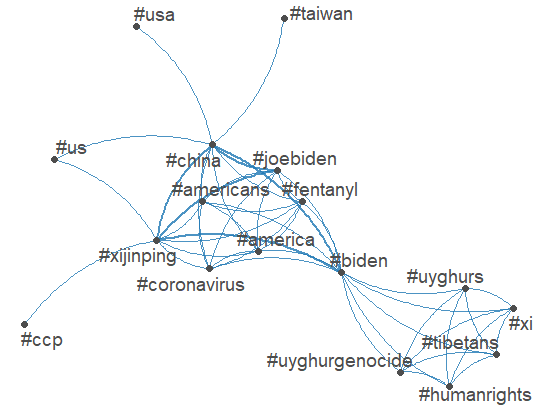 #usa
#taiwan
#us
#china
#joebiden
#americans
#fentanyl
#america
#xijinping
#biden
#coronavirus
#uyghurs
#xi
#ccp
#tibetans
#uyghurgenocide
#humanrights